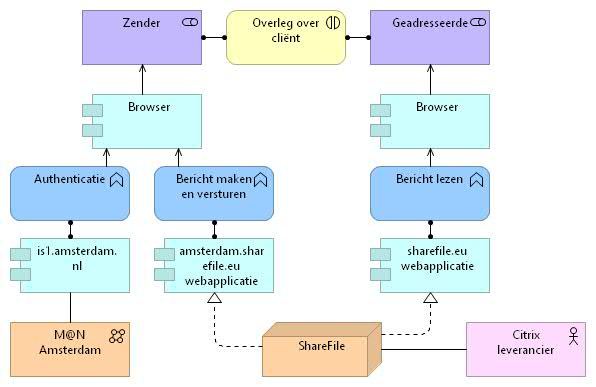 Zender
Overleg over
cliënt
Geadresseerde
Browser
Browser
Authenticatie
Bericht maken
en versturen
Bericht lezen
is1.amsterdam.
nl
amsterdam.shar
efile.eu
webapplicatie
sharefile.eu
webapplicatie
M@N
Amsterdam
ShareFile
Citrix
leverancier